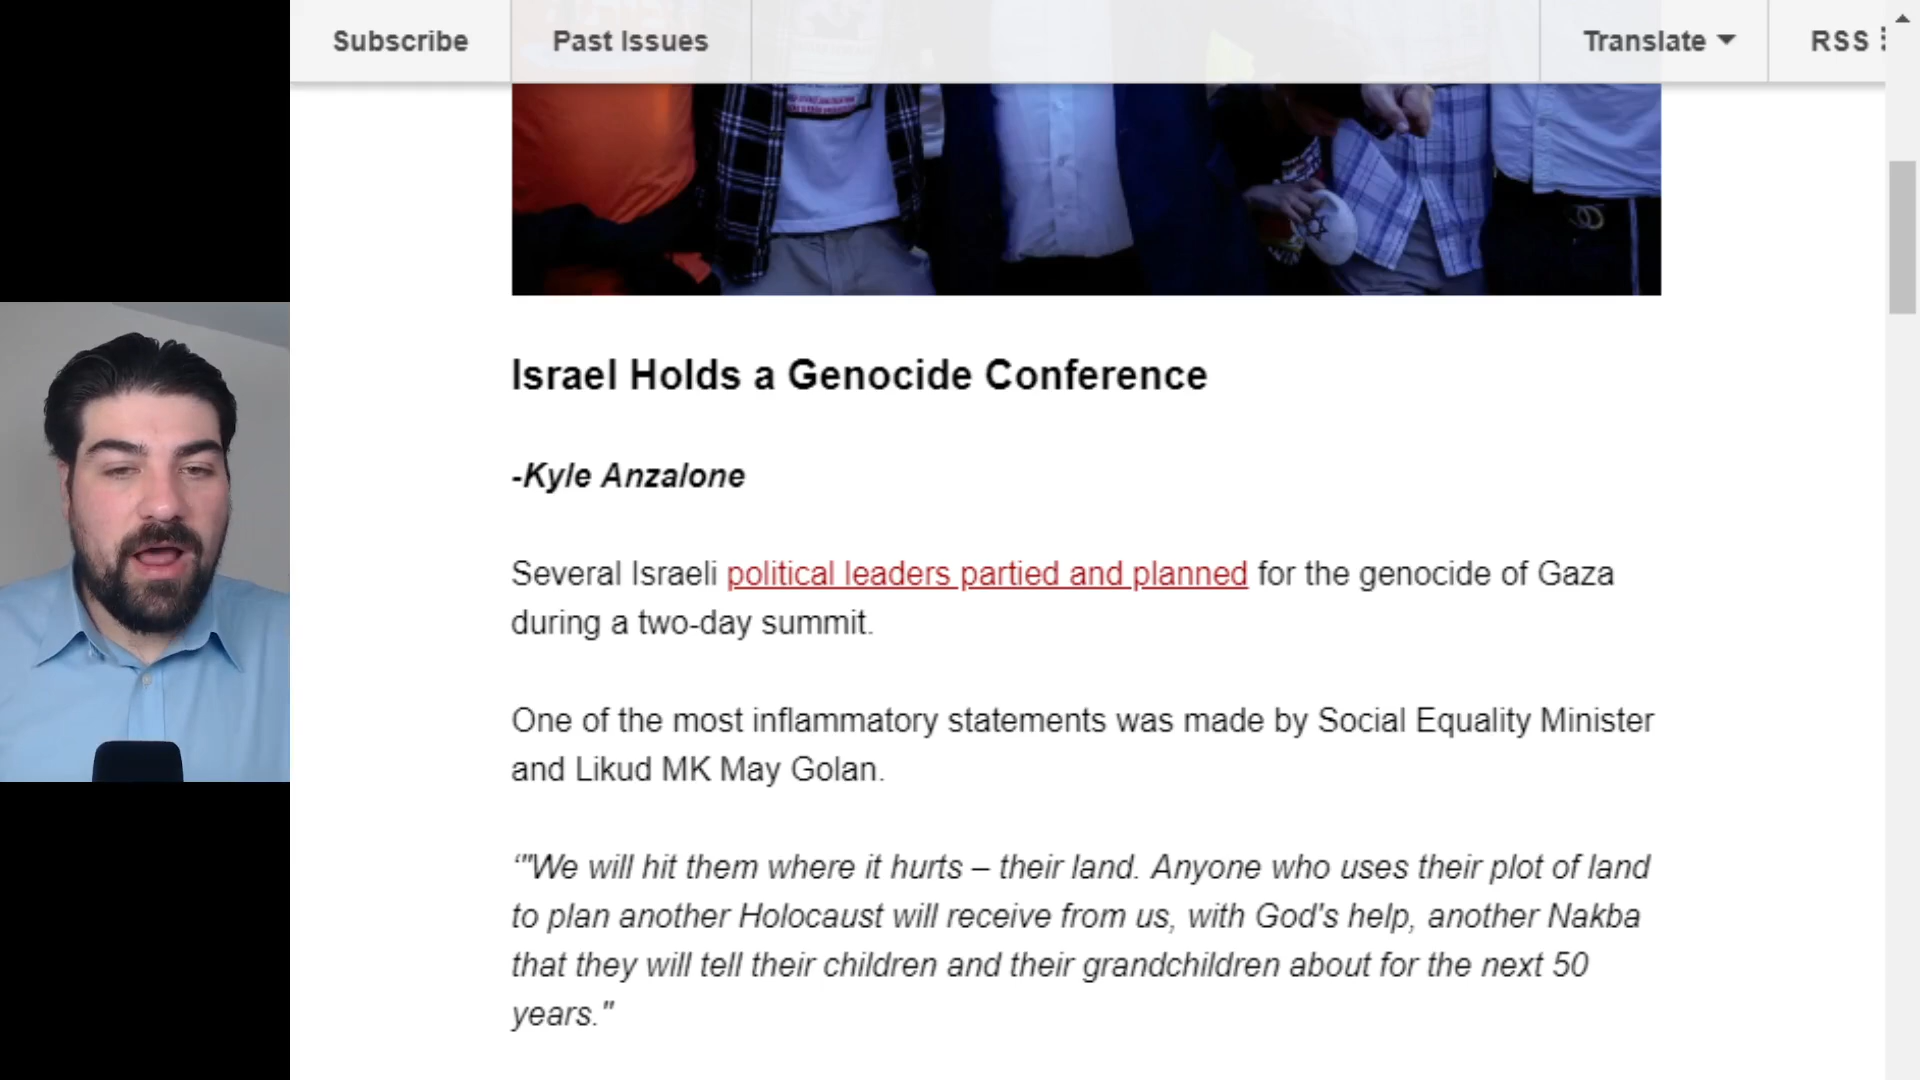 Subscribe
Past Issues
Translate
RSS
Israel Holds a Genocide Conference
-Kyle Anzalone
Several Israeli political leaders partied and planned for the genocide of Gaza
during a two-day summit.
One of the most inflammatory statements was made by Social Equality Minister
and Likud MK May Golan.
‘"We will hit them where it hurts – their land. Anyone who uses their plot of land
to plan another Holocaust will receive from us, with God's help, another Nakba
that they will tell their children and their grandchildren about for the next 50
years."